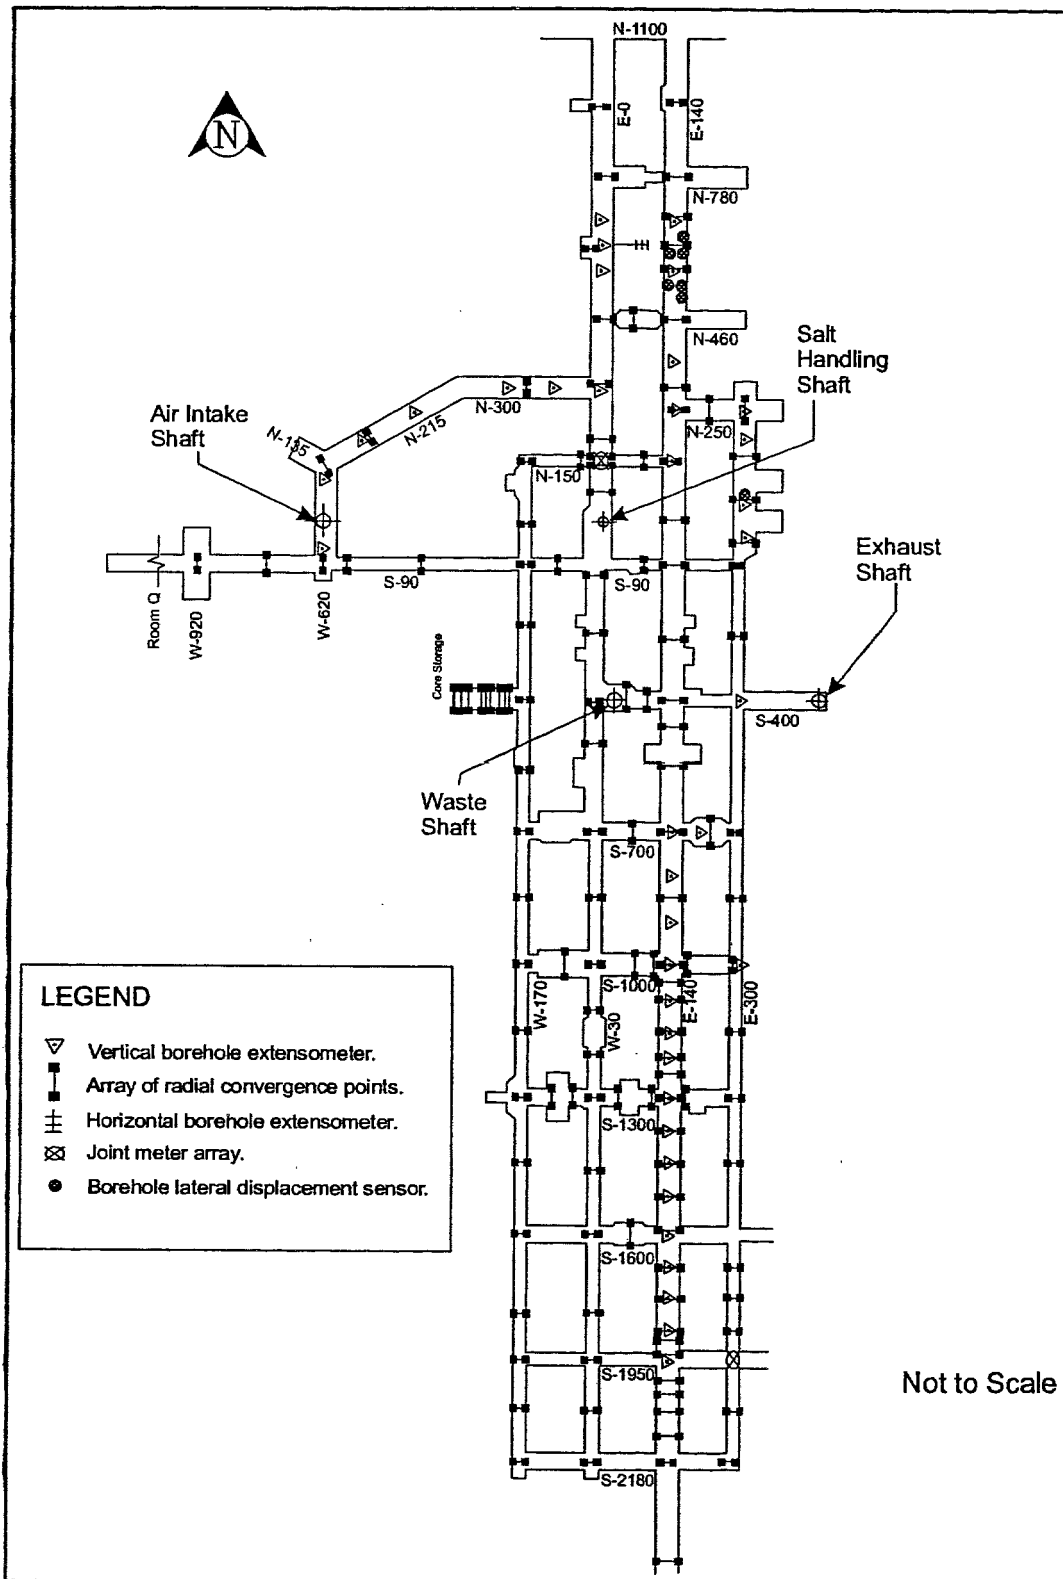 N-1100
E-0
E-140
N
N-780
N-460
Salt
Handling
Shaft
Air Intake
Shaft
N-300
N-215
N-135
N-250
N-150
Exhaust
Shaft
S-90
S-90
Room Q
W-920
W-620
Core Storage
S-400
Waste
Shaft
S-700
S-1000
W-170
W-30
E-140
E-300
LEGEND
Vertical borehole extensometer.
Array of radial convergence points.
Horizontal borehole extensometer.
Joint meter array.
Borehole lateral displacement sensor.
S-1300
S-1600
S-1950
Not to Scale
S-2180